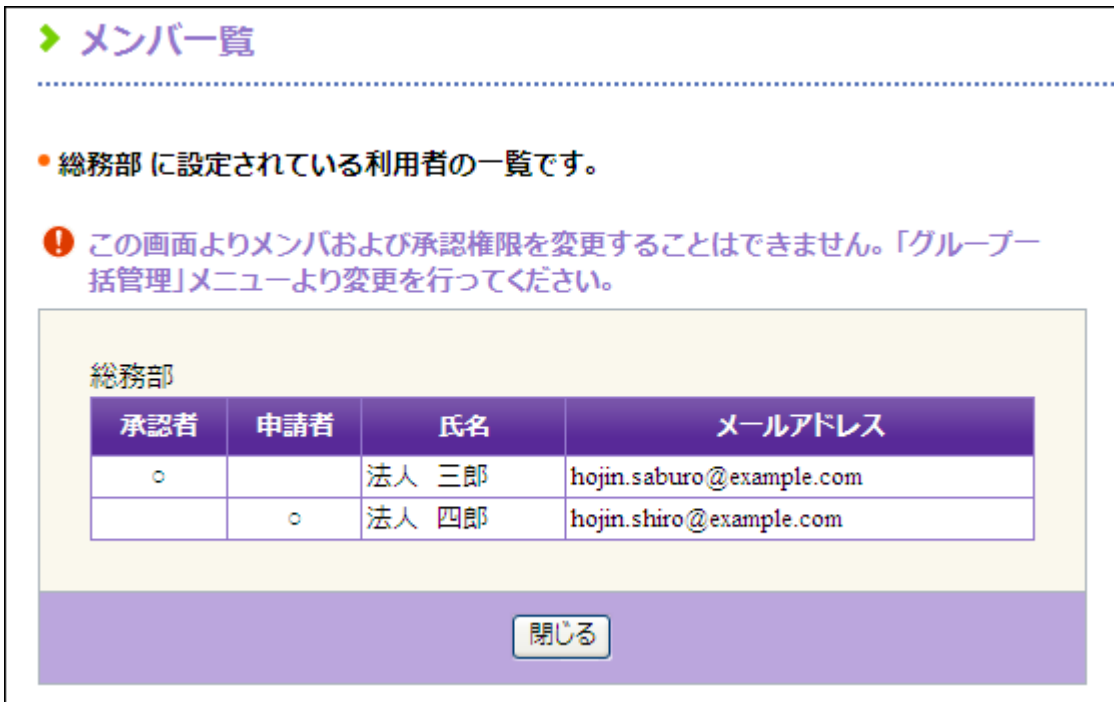 メンバ一覧
総務部 に設定されている利用者の一覧です。
この画面よりメンバおよび承認権限を変更することはできません。「グループ一
括管理」メニューより変更を行ってください。
総務部
承認者 申請者 氏名 メールアドレス
○ 法人 三郎 hojin.saburo@example.com
○ 法人 四郎 hojin.shiro@example.com
閉じる